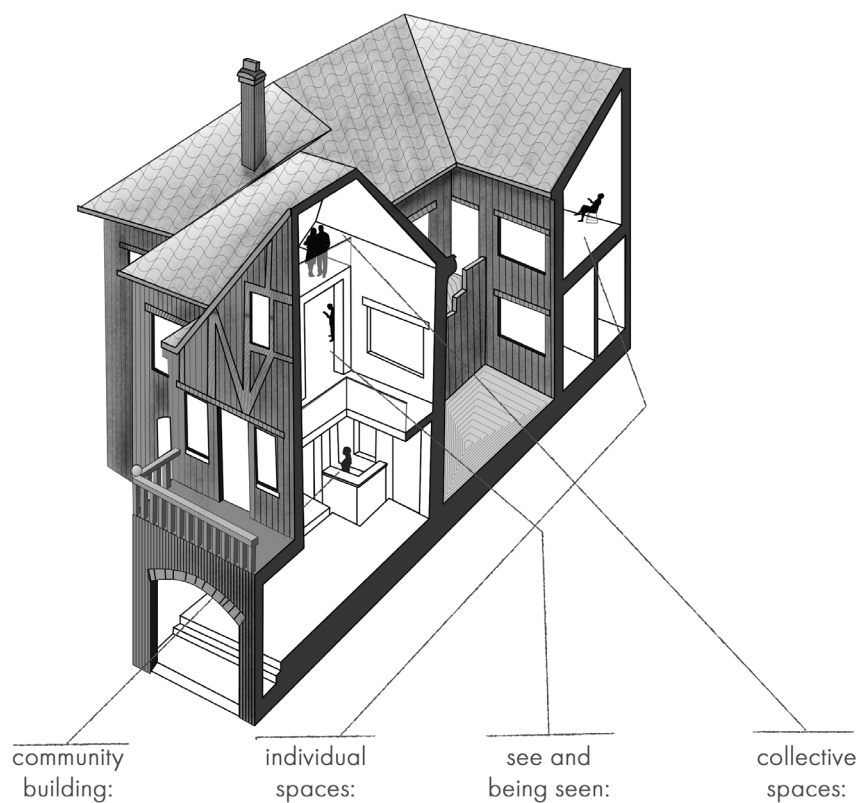 community
building:
individual
spaces:
see and
being seen:
collective
spaces: